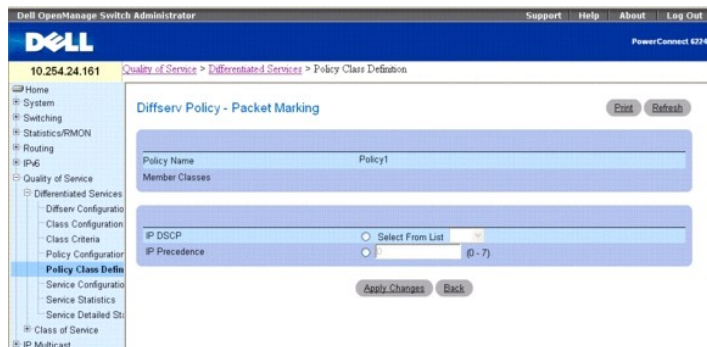 Dell OpenManage Switch Administrator
Support Help About Log Out
DELL
PowerConnect 6224
10.254.24.161
Quality of Service > Differentiated Services > Policy Class Definition
Home
System
Switching
Statistics/RMON
Routing
IPv6
Quality of Service
Differentiated Services
Diffserv Configuratio
Class Configuration
Class Criteria
Policy Configuration
Policy Class Defin
Service Configuratio
Service Statistics
Service Detailed Sta
Class of Service
IP Multicast
Diffserv Policy - Packet Marking
Print Refresh
Policy Name Policy1
Member Classes
IP DSCP Select From List
IP Precedence 0 (0 - 7)
Apply Changes Back